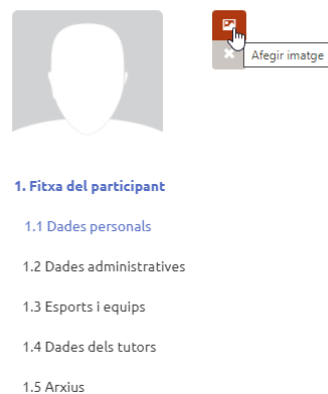 Afegir imatge
1. Fitxa del participant
1.1 Dades personals
1.2 Dades administratives
1.3 Esports i equips
1.4 Dades dels tutors
1.5 Arxius